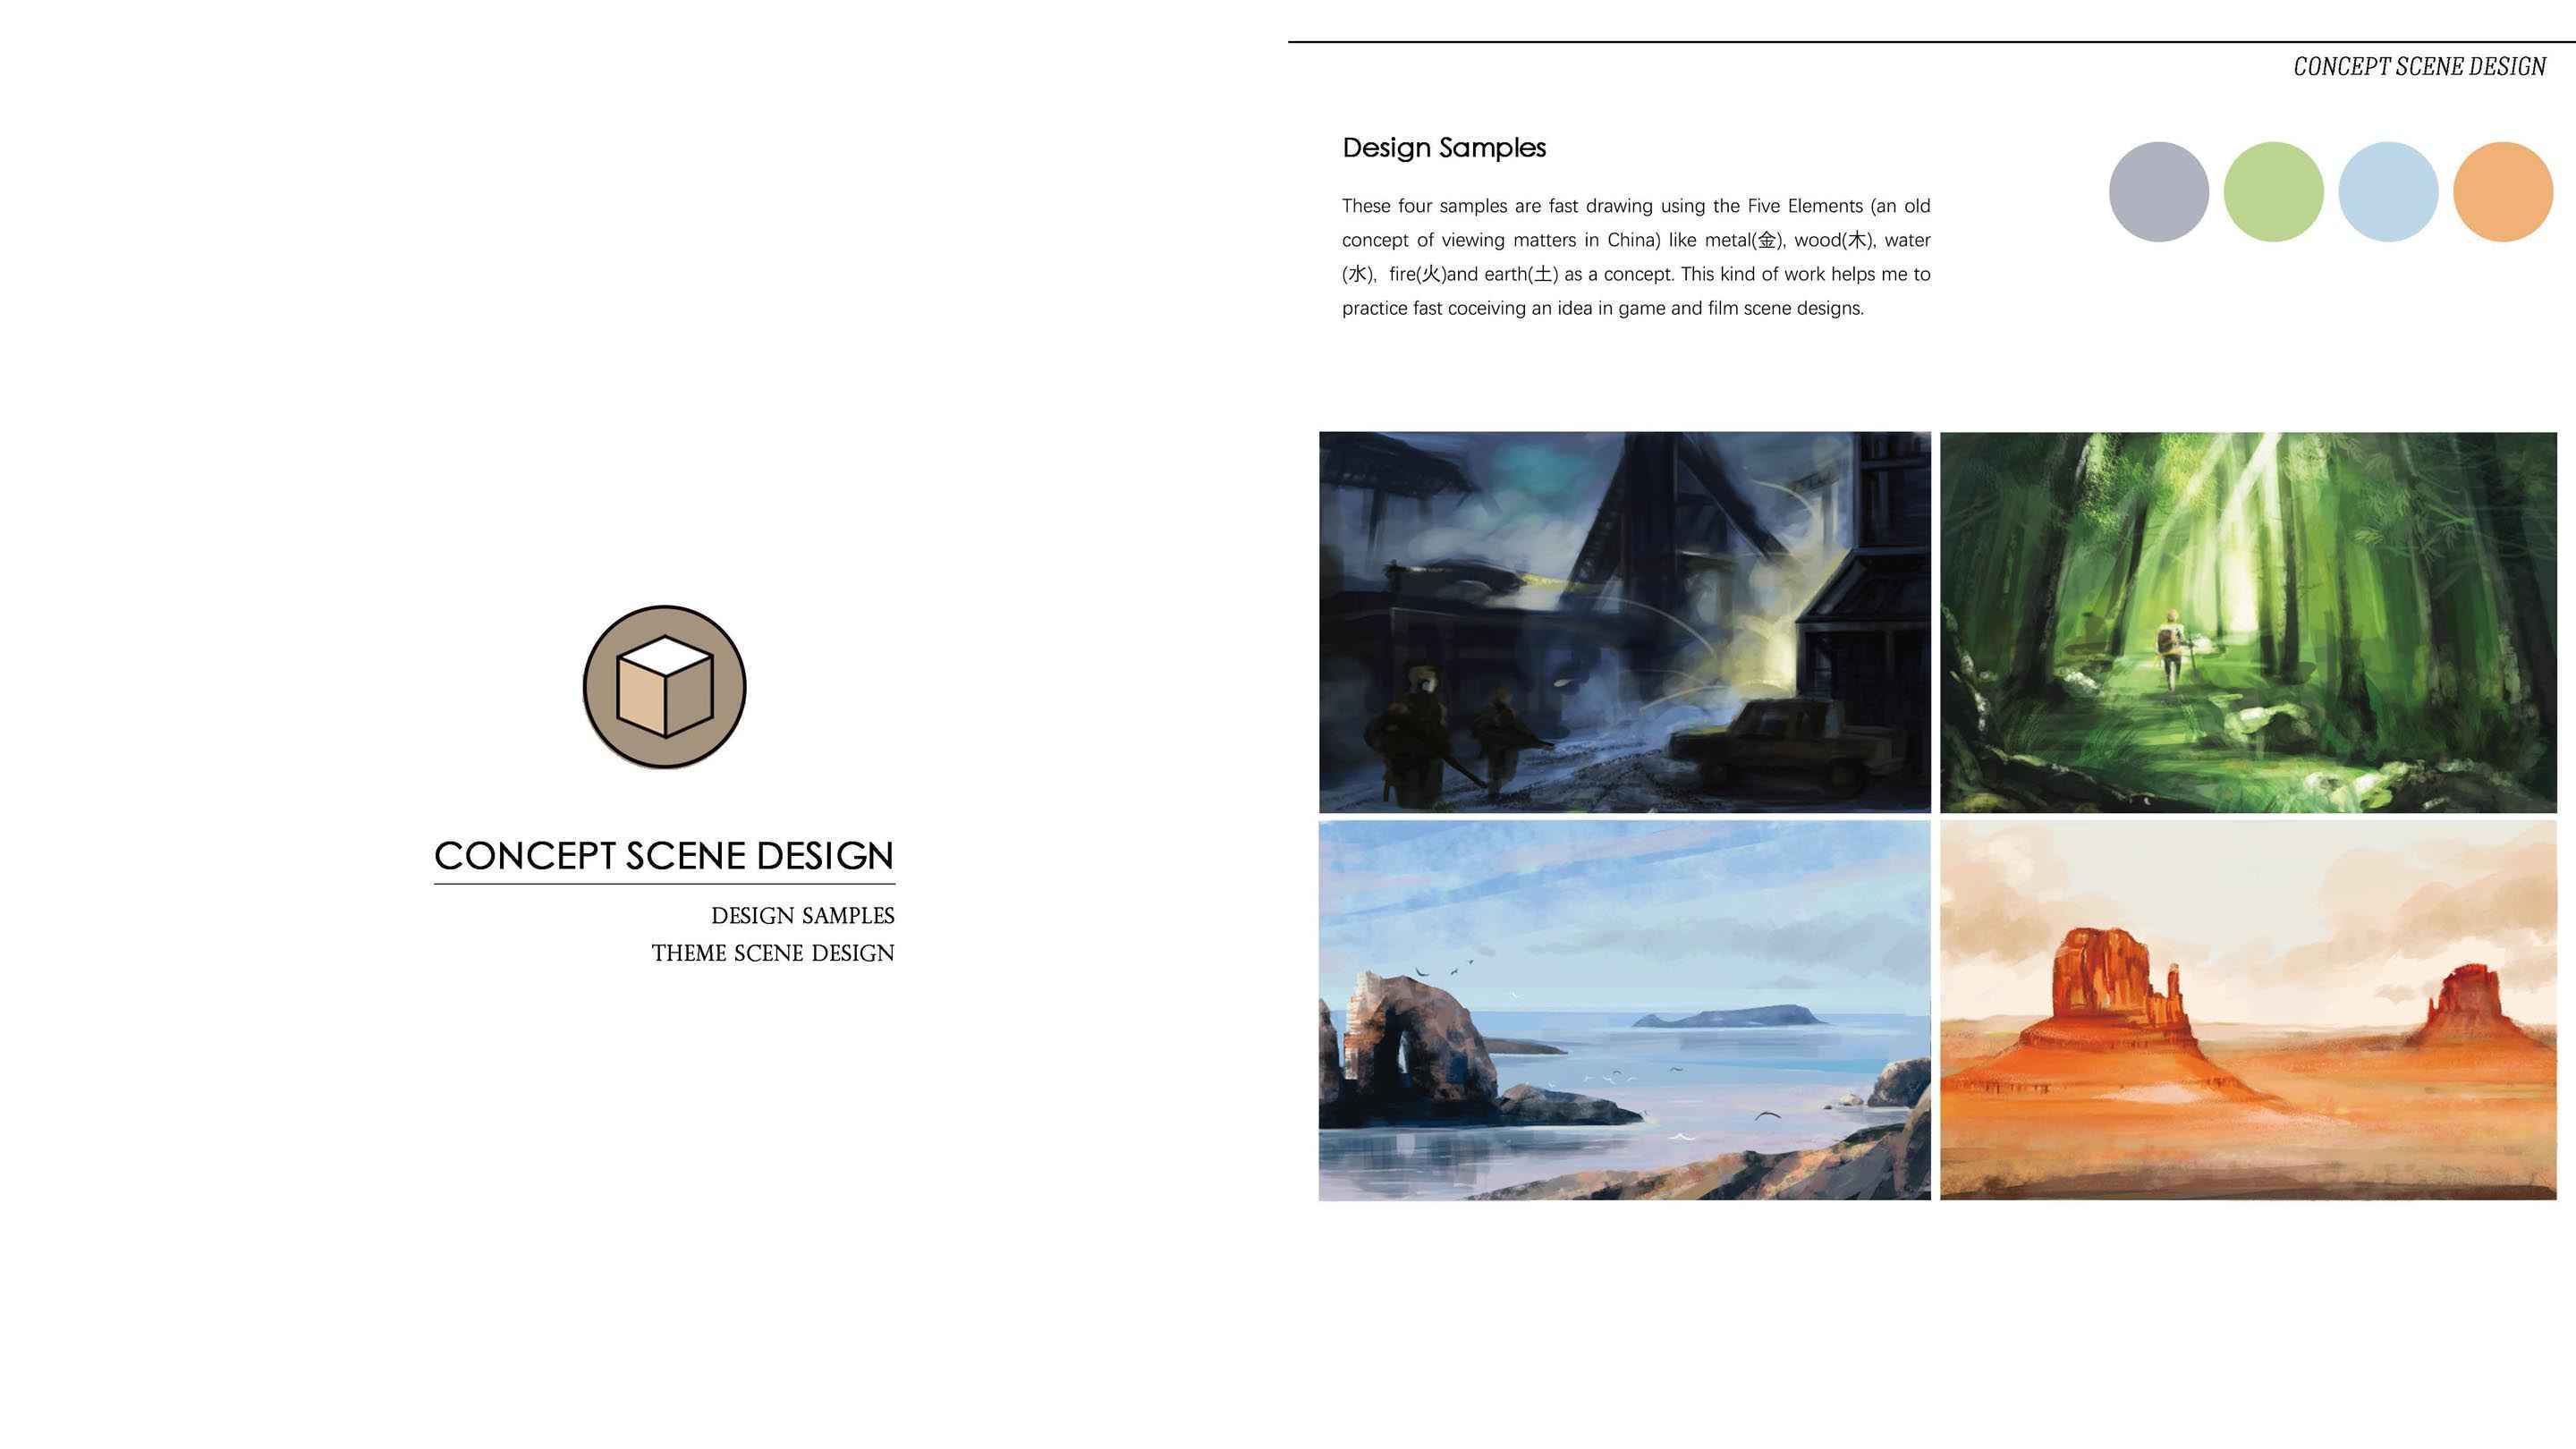 CONCEPT SCENE DESIGN
DESIGN SAMPLES
THEME SCENE DESIGN
CONCEPT SCENE DESIGN
Design Samples
These four samples are fast drawing using the Five Elements (an old
concept of viewing matters in China) like metal(金), wood(木), water
(水),  fire(火)and earth(土) as a concept. This kind of work helps me to
practice fast coceiving an idea in game and film scene designs.